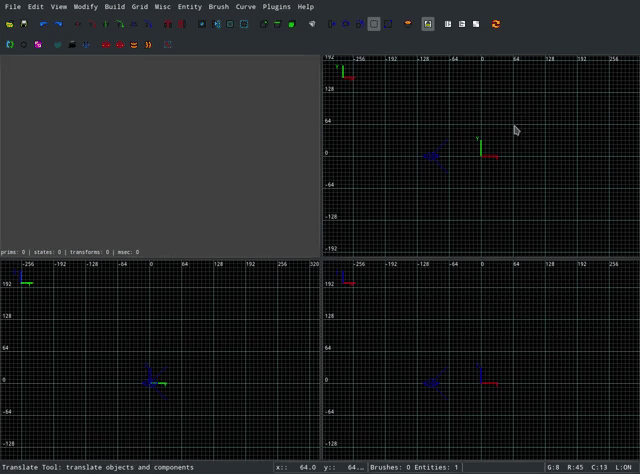 File Edit View Modify Build Grid Misc Entity Brush Curve Plugins Help
192 -256 -192 -128 -64 0 64 128 192 256
Y
128
64
Y
0
-64
-128
-192
prims: 0 | states: 0 | transforms: 0 | msec: 0
-256 -192 -128 -64 0 64 128 192 256 320
192
128
64
0
-64
-128
-256 -192 -128 -64 0 64 128 192 256
192
128
64
0
-64
-128
Translate Tool: translate objects and components x:: 64.0 y:: 64... Brushes: 0 Entities: 1 G:8 R:45 C:13 L:ON